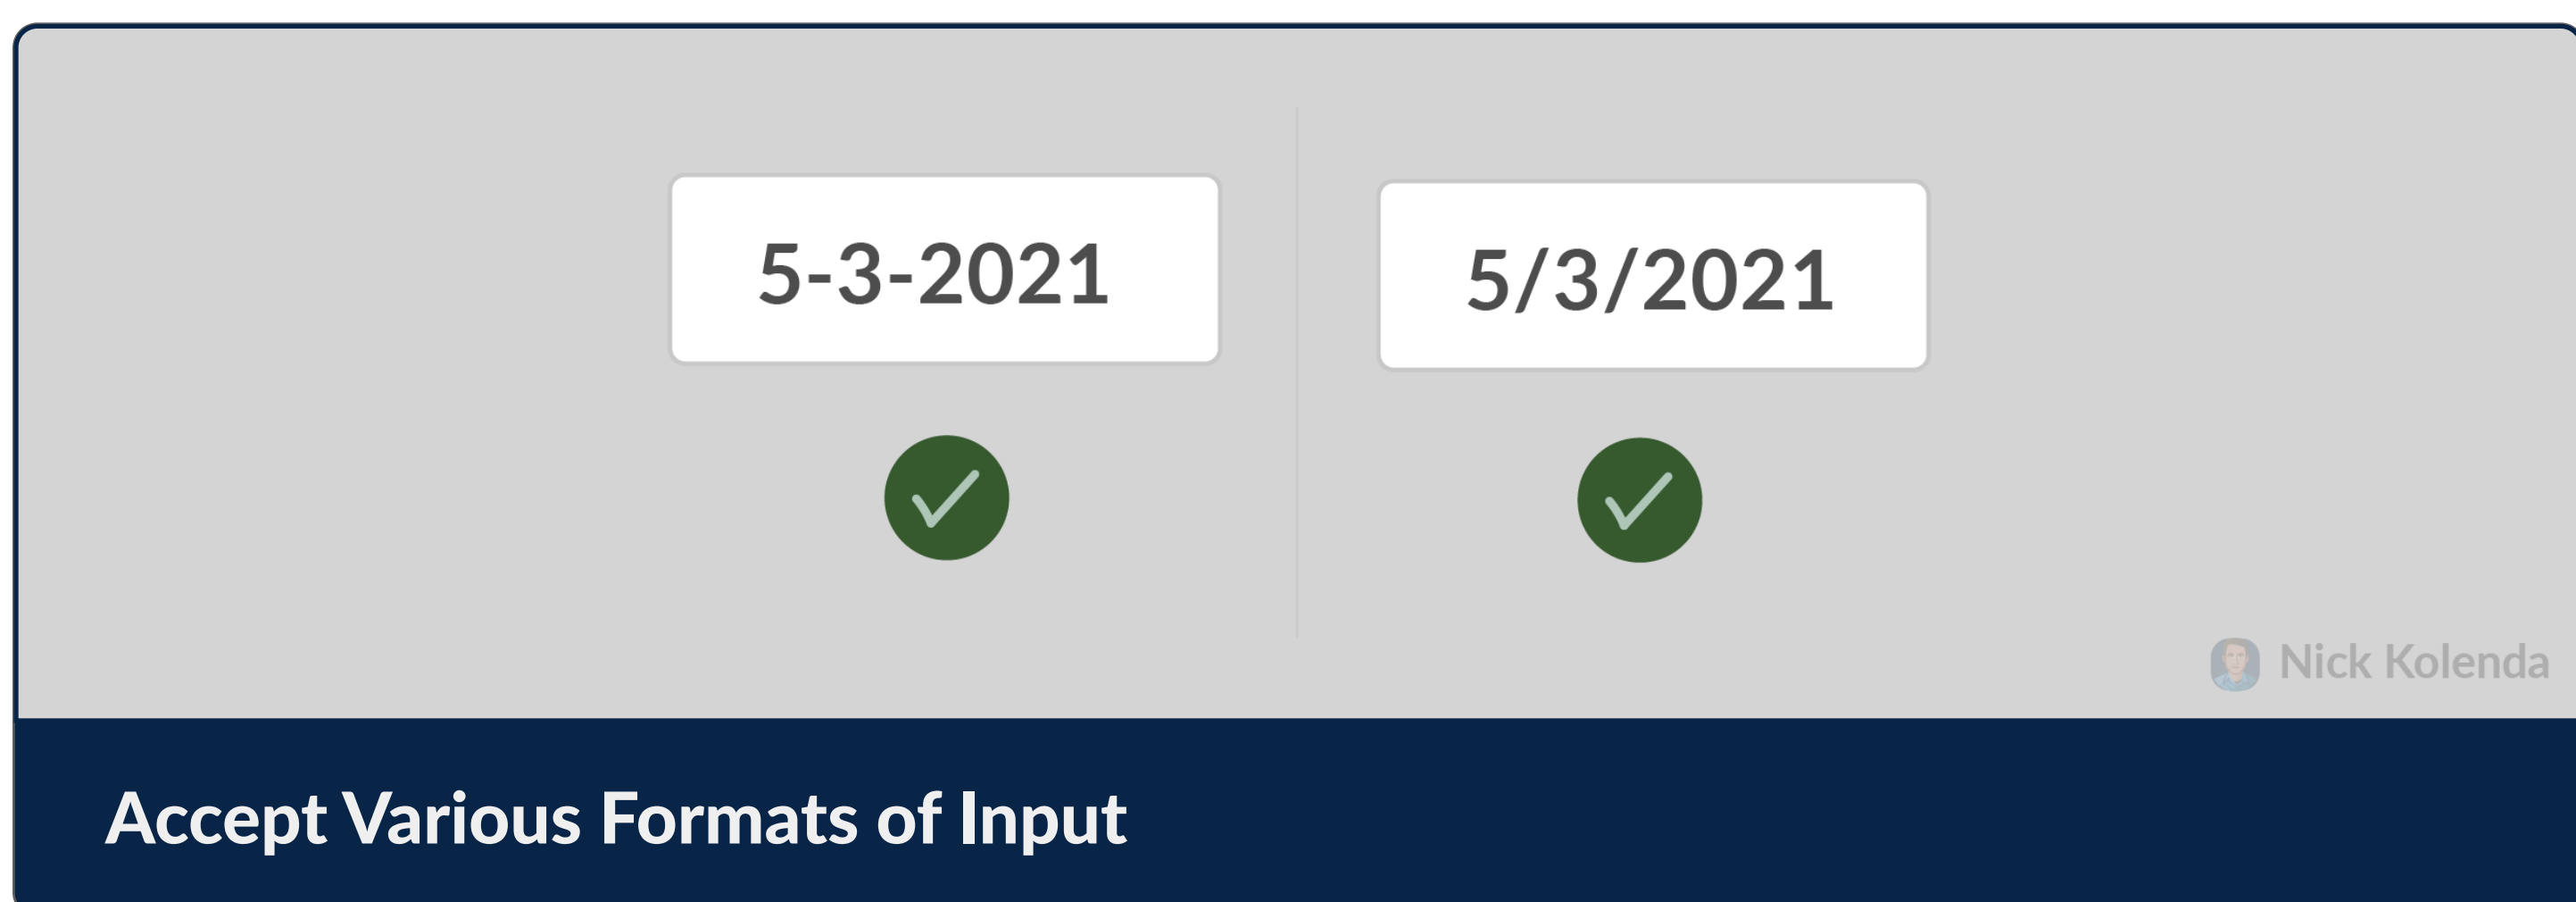 5-3-2021
5/3/2021
Nick Kolenda
Accept Various Formats of Input